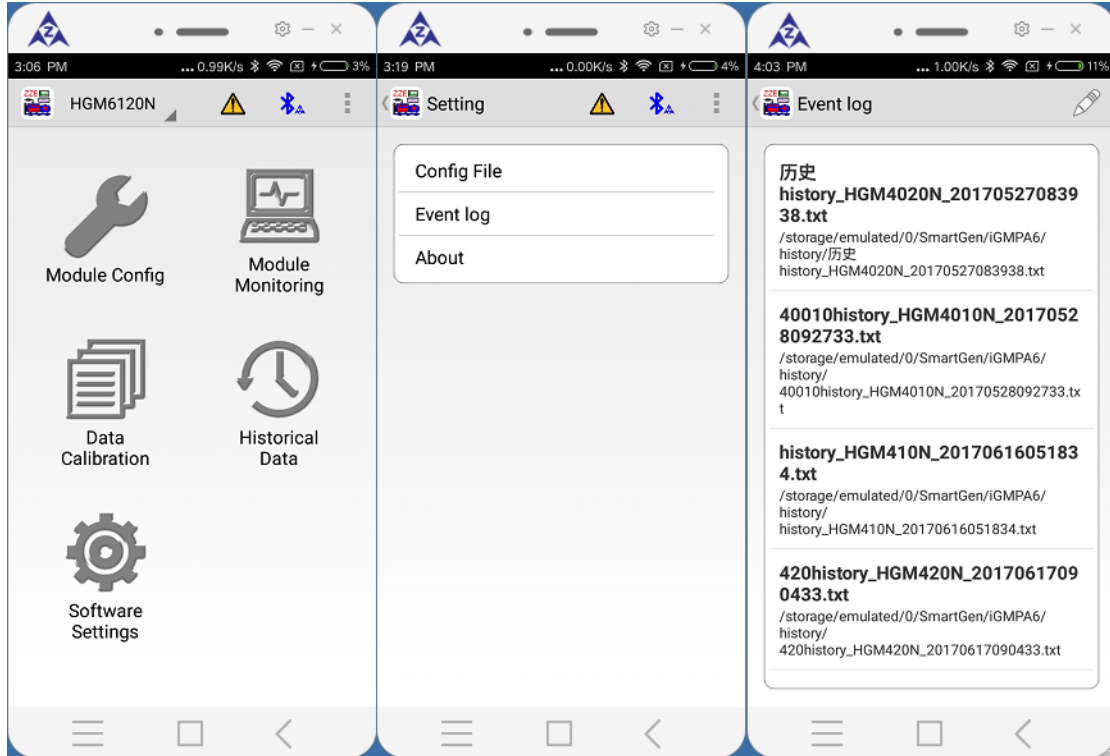 3:06 PM ... 0.99K/s 3%
HGM6120N
Module Config
Module
Monitoring
Data
Calibration
Historical
Data
Software
Settings
3:19 PM ... 0.00K/s 4%
Setting
Config File
Event log
About
4:03 PM ... 1.00K/s 11%
Event log
历史
history_HGM4020N_201705270839
38.txt
/storage/emulated/0/SmartGen/iGMPA6/
history/历史
history_HGM4020N_20170527083938.txt
40010history_HGM4010N_2017052
8092733.txt
/storage/emulated/0/SmartGen/iGMPA6/
history/
40010history_HGM4010N_20170528092733.tx
t
history_HGM410N_2017061605183
4.txt
/storage/emulated/0/SmartGen/iGMPA6/
history/
history_HGM410N_20170616051834.txt
420history_HGM420N_2017061709
0433.txt
/storage/emulated/0/SmartGen/iGMPA6/
history/
420history_HGM420N_20170617090433.txt